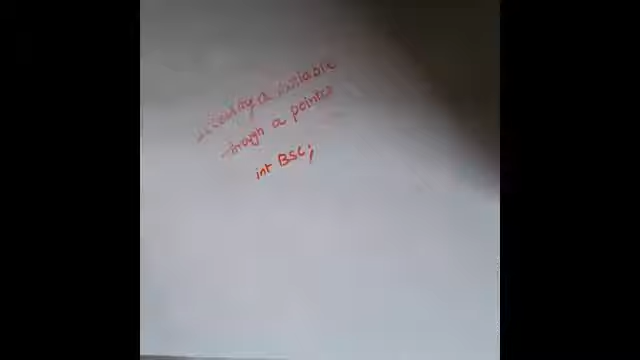 a variable
through a pointer
int BSC;